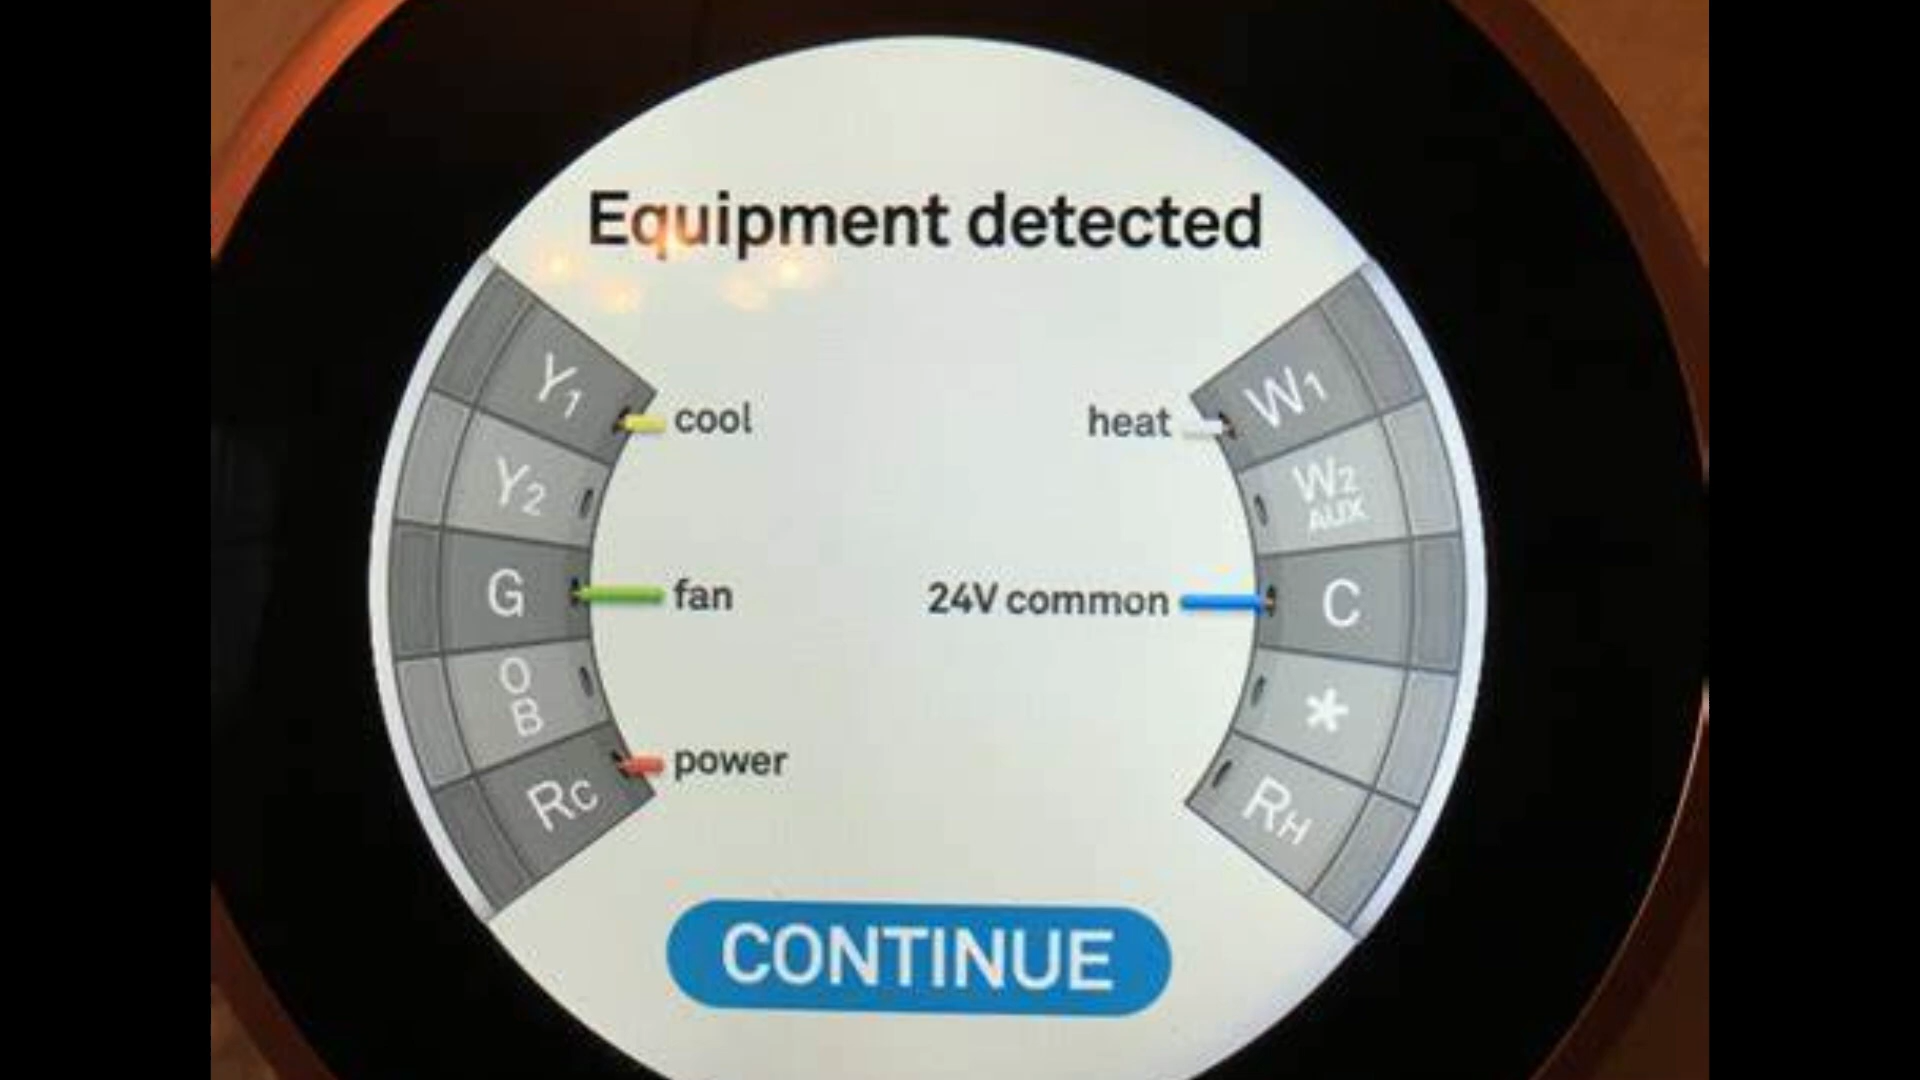 Equipment detected
Y1
cool
Y2
G
fan
O
B
Rc
power
heat
W1
W2
AUX
24V common
C
*
RH
CONTINUE